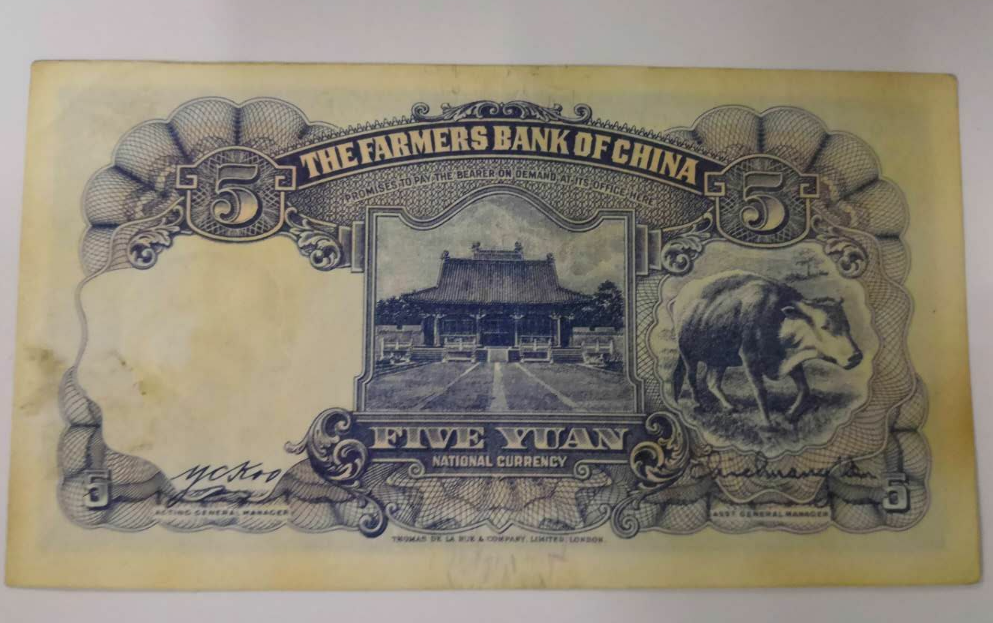 THE FARMERS BANK OF CHINA
PROMISES TO PAY THE BEARER ON DEMAND AT ITS OFFICE HERE
5 5
FIVE YUAN
NATIONAL CURRENCY
5 5
ACTING GENERAL MANAGER
ASST GENERAL MANAGER
THOMAS DE LA RUE & COMPANY, LIMITED, LONDON.